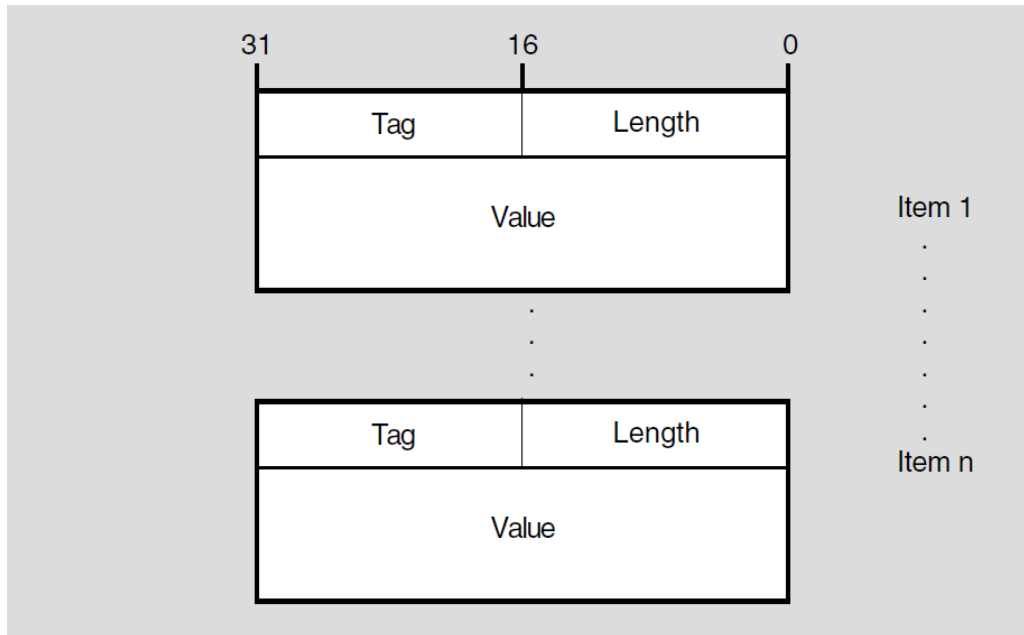 31 16 0
Tag Length
Value
Item 1
.
.
.
.
.
.
.
.
.
.
Tag Length
Item n
Value